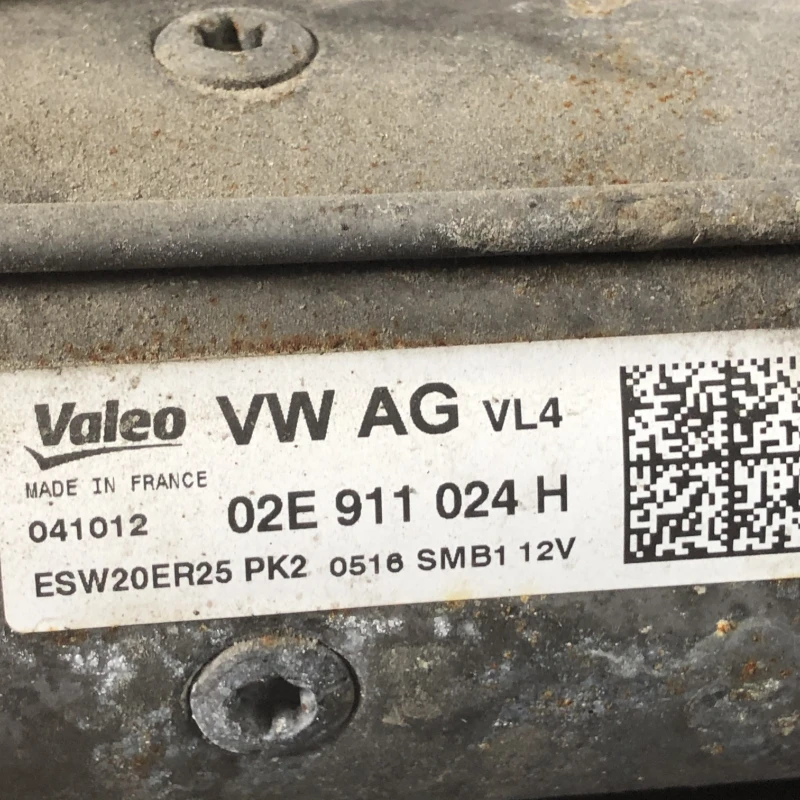 Valeo VW AG VL4
MADE IN FRANCE
041012 02E 911 024 H
ESW20ER25 PK2 0516 SMB1 12V